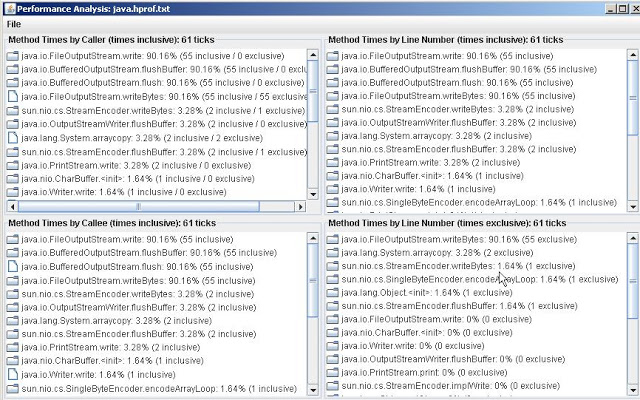 Performance Analysis: java.hprof.txt
File
Method Times by Caller (times inclusive): 61 ticks
java.io.FileOutputStream.write: 90.16% (55 inclusive / 0 exclusive)
java.io.BufferedOutputStream.flushBuffer: 90.16% (55 inclusive / 0 exclu
java.io.BufferedOutputStream.flush: 90.16% (55 inclusive / 0 exclusive)
java.io.FileOutputStream.writeBytes: 90.16% (55 inclusive / 55 exclusive
sun.nio.cs.StreamEncoder.writeBytes: 3.28% (2 inclusive / 1 exclusive)
java.io.OutputStreamWriter.flushBuffer: 3.28% (2 inclusive / 0 exclusive)
java.lang.System.arraycopy: 3.28% (2 inclusive / 2 exclusive)
sun.nio.cs.StreamEncoder.flushBuffer: 3.28% (2 inclusive / 1 exclusive)
java.io.PrintStream.write: 3.28% (2 inclusive / 0 exclusive)
java.nio.CharBuffer.<init>: 1.64% (1 inclusive / 0 exclusive)
java.io.Writer.write: 1.64% (1 inclusive / 0 exclusive)
Method Times by Line Number (times inclusive): 61 ticks
java.io.FileOutputStream.write: 90.16% (55 inclusive)
java.io.BufferedOutputStream.flushBuffer: 90.16% (55 inclusive)
java.io.BufferedOutputStream.flush: 90.16% (55 inclusive)
java.io.FileOutputStream.writeBytes: 90.16% (55 inclusive)
sun.nio.cs.StreamEncoder.writeBytes: 3.28% (2 inclusive)
java.io.OutputStreamWriter.flushBuffer: 3.28% (2 inclusive)
java.lang.System.arraycopy: 3.28% (2 inclusive)
sun.nio.cs.StreamEncoder.flushBuffer: 3.28% (2 inclusive)
java.io.PrintStream.write: 3.28% (2 inclusive)
java.nio.CharBuffer.<init>: 1.64% (1 inclusive)
java.io.Writer.write: 1.64% (1 inclusive)
sun.nio.cs.SingleByteEncoder.encodeArrayLoop: 1.64% (1 inclusive)
Method Times by Callee (times inclusive): 61 ticks
java.io.FileOutputStream.write: 90.16% (55 inclusive)
java.io.BufferedOutputStream.flushBuffer: 90.16% (55 inclusive)
java.io.BufferedOutputStream.flush: 90.16% (55 inclusive)
java.io.FileOutputStream.writeBytes: 90.16% (55 inclusive)
sun.nio.cs.StreamEncoder.writeBytes: 3.28% (2 inclusive)
java.io.OutputStreamWriter.flushBuffer: 3.28% (2 inclusive)
java.lang.System.arraycopy: 3.28% (2 inclusive)
sun.nio.cs.StreamEncoder.flushBuffer: 3.28% (2 inclusive)
java.io.PrintStream.write: 3.28% (2 inclusive)
java.nio.CharBuffer.<init>: 1.64% (1 inclusive)
java.io.Writer.write: 1.64% (1 inclusive)
sun.nio.cs.SingleByteEncoder.encodeArrayLoop: 1.64% (1 inclusive)
Method Times by Line Number (times exclusive): 61 ticks
java.io.FileOutputStream.writeBytes: 90.16% (55 exclusive)
java.lang.System.arraycopy: 3.28% (2 exclusive)
sun.nio.cs.StreamEncoder.writeBytes: 1.64% (1 exclusive)
sun.nio.cs.SingleByteEncoder.encodeArrayLoop: 1.64% (1 exclusive)
java.lang.Object.<init>: 1.64% (1 exclusive)
sun.nio.cs.StreamEncoder.flushBuffer: 1.64% (1 exclusive)
java.io.FileOutputStream.write: 0% (0 exclusive)
java.nio.CharBuffer.<init>: 0% (0 exclusive)
java.io.Writer.write: 0% (0 exclusive)
java.io.OutputStreamWriter.flushBuffer: 0% (0 exclusive)
java.io.PrintStream.print: 0% (0 exclusive)
sun.nio.cs.StreamEncoder.implWrite: 0% (0 exclusive)